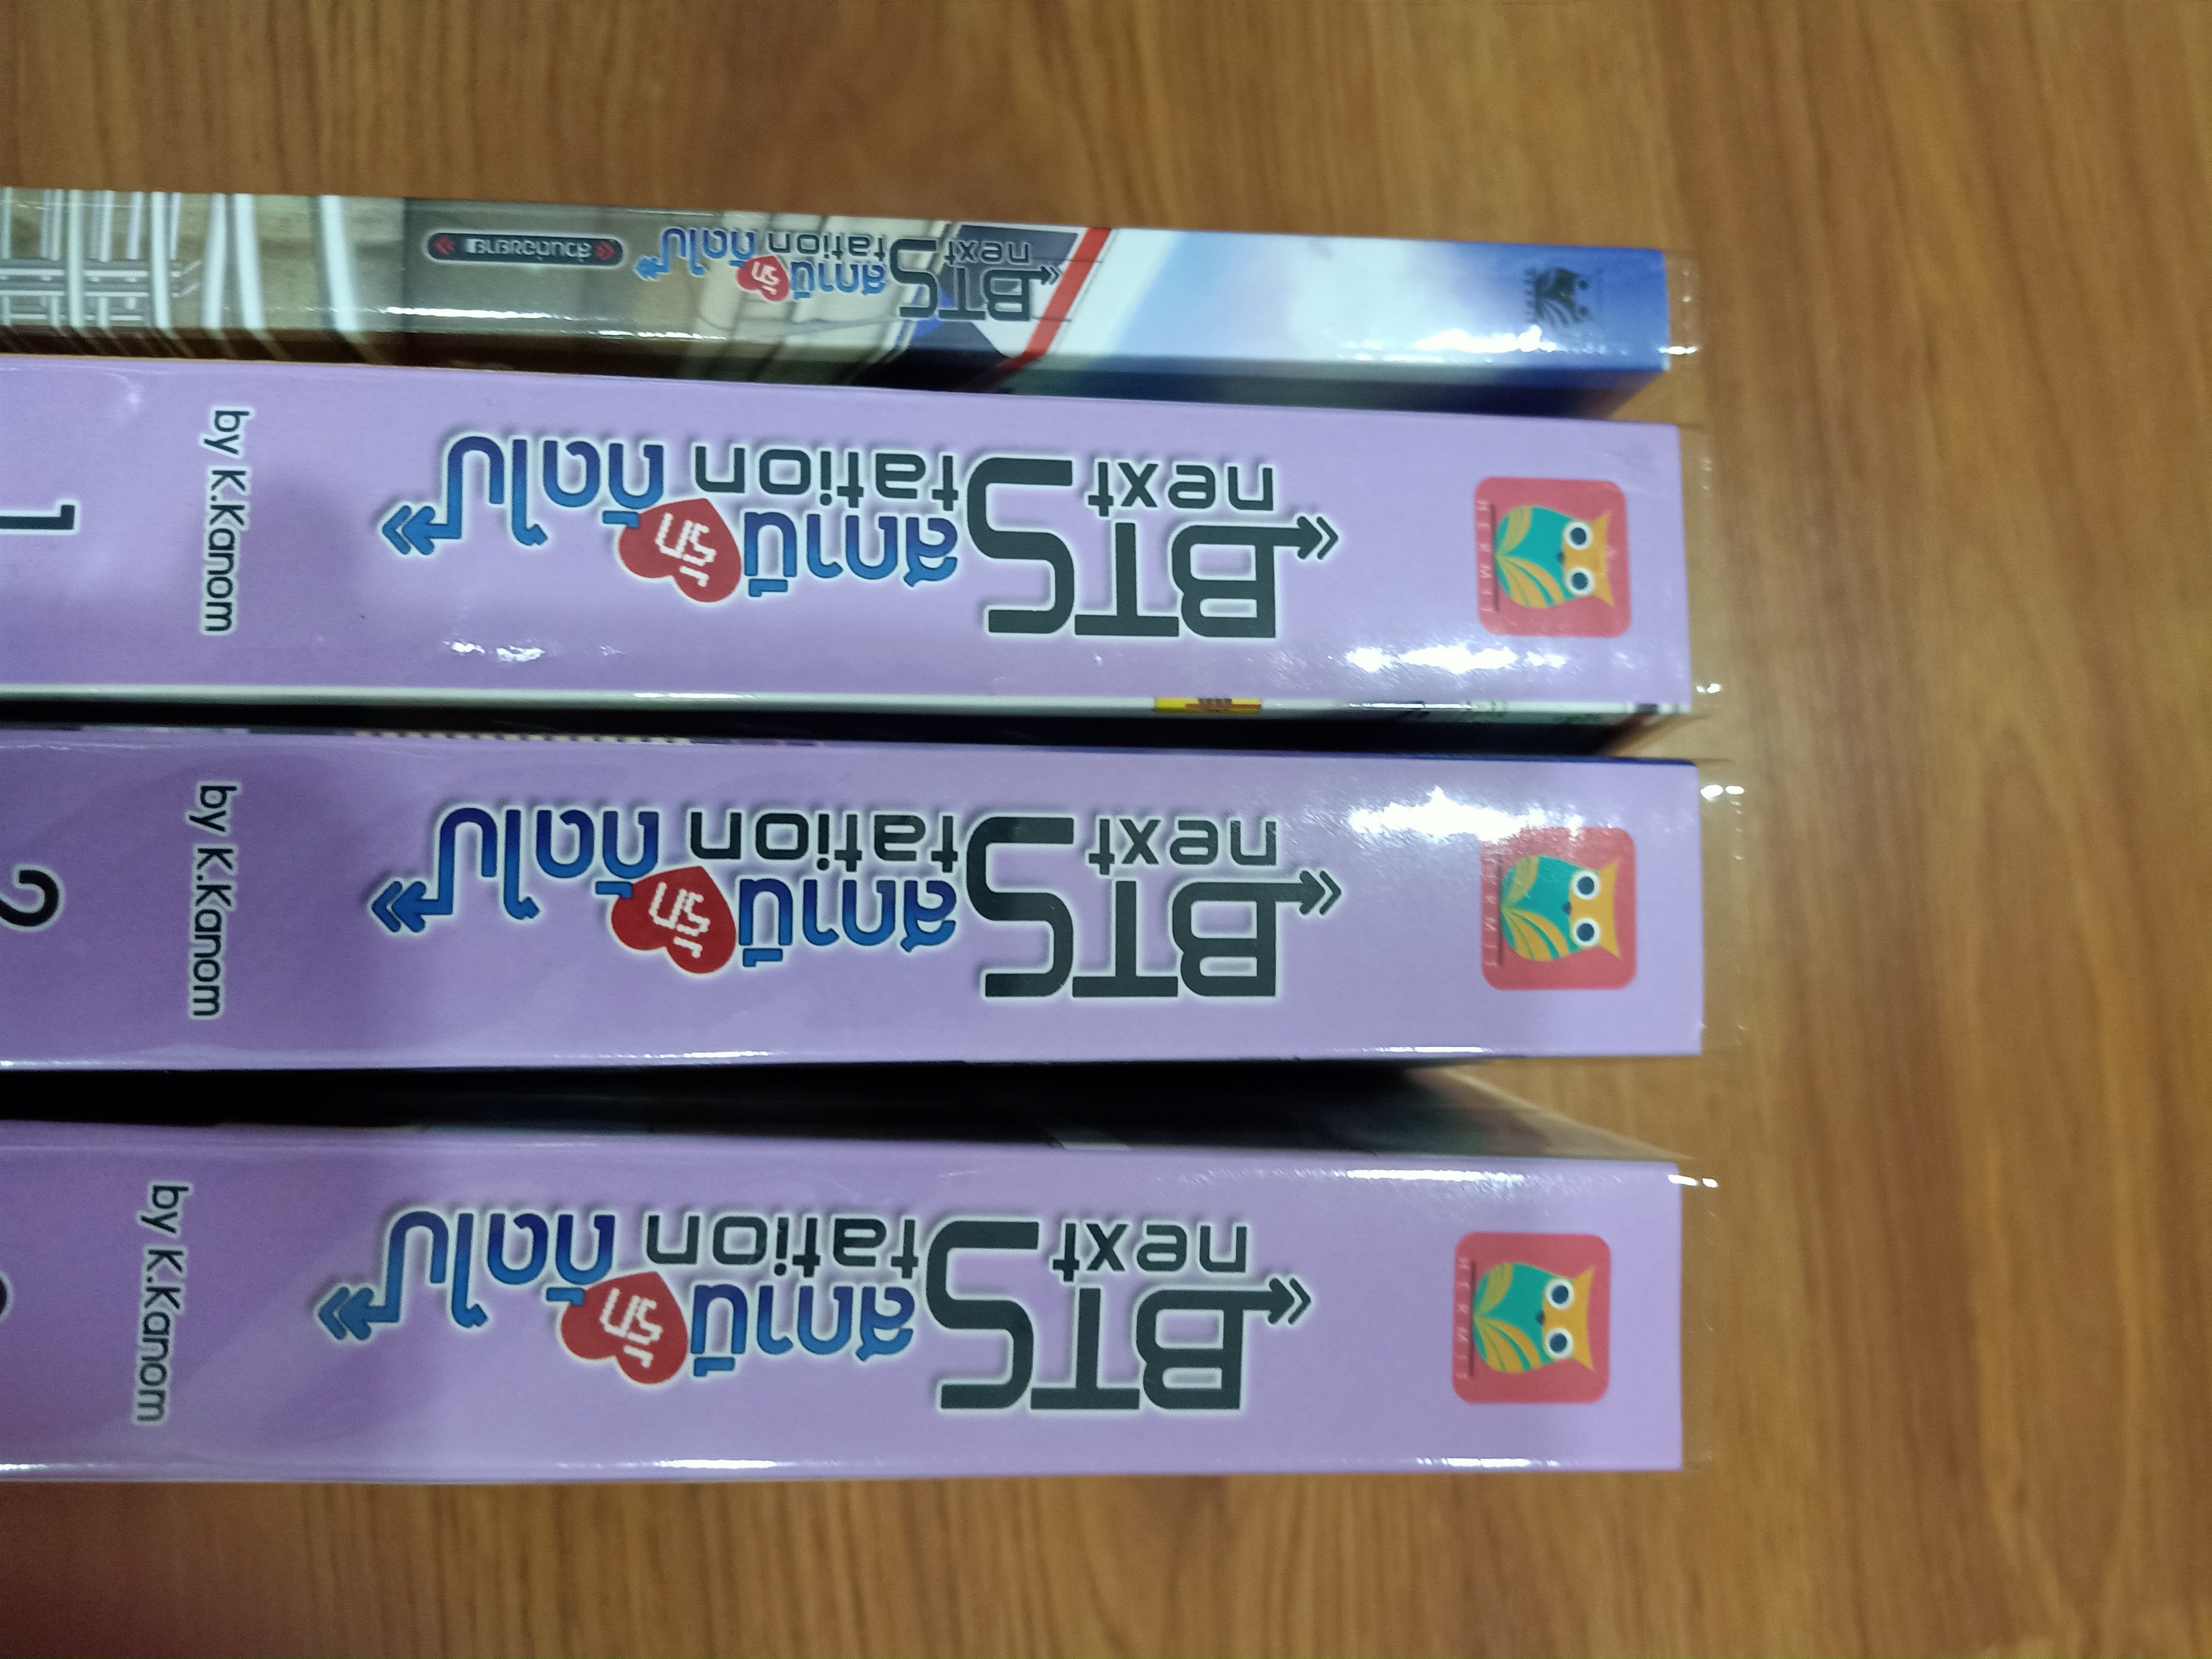 BTS
next Station
สถานีรักถัดไป
BTS
next Station
สถานีรักถัดไป
by K.Kanom
1
HERMIT
BTS
next Station
สถานีรักถัดไป
by K.Kanom
2
HERMIT
BTS
next Station
สถานีรักถัดไป
by K.Kanom
HERMIT